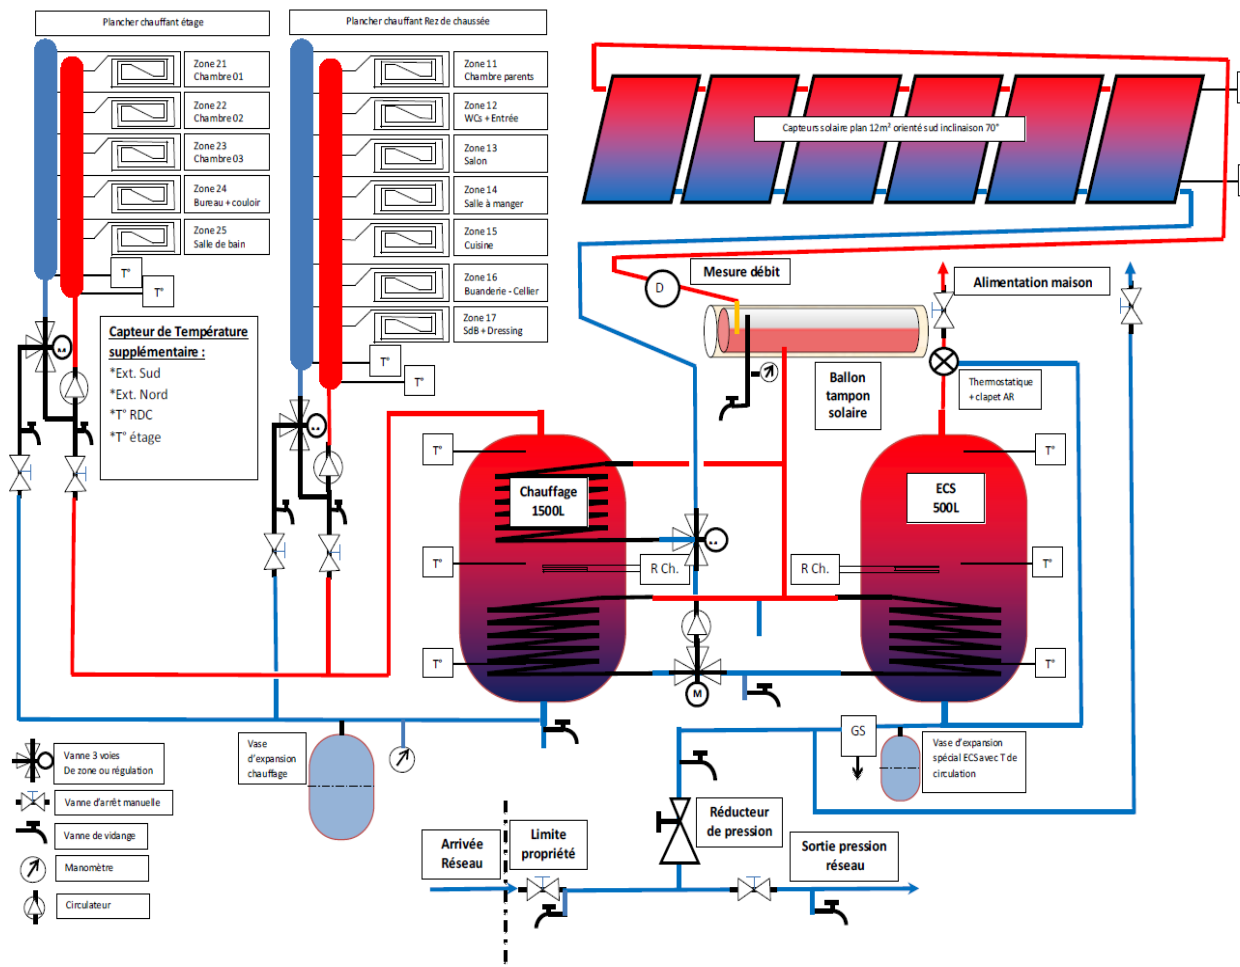 Plancher chauffant étage
Plancher chauffant Rez de chaussée
Zone 21
Chambre 01
Zone 22
Chambre 02
Zone 23
Chambre 03
Zone 24
Bureau + couloir
Zone 25
Salle de bain
T°
T°
Zone 11
Chambre parents
Zone 12
WCs + Entrée
Zone 13
Salon
Zone 14
Salle à manger
Zone 15
Cuisine
Zone 16
Buanderie - Cellier
Zone 17
SdB + Dressing
T°
T°
Capteurs solaire plan 12m² orienté sud inclinaison 70°
Capteur de Température
supplémentaire :
*Ext. Sud
*Ext. Nord
*T° RDC
*T° étage
Mesure débit
D
Alimentation maison
Ballon
tampon
solaire
Thermostatique
+ clapet AR
T°
Chauffage
1500L
T°
R Ch.
T°
ECS
500L
T°
R Ch.
T°
T°
M
Vase
d'expansion
chauffage
GS
Vase d'expansion
spécial ECS avec T de
circulation
Vanne 3 voies
De zone ou régulation
Vanne d'arrêt manuelle
Vanne de vidange
Manomètre
Circulateur
Arrivée
Réseau
Limite
propriété
Réducteur
de pression
Sortie pression
réseau